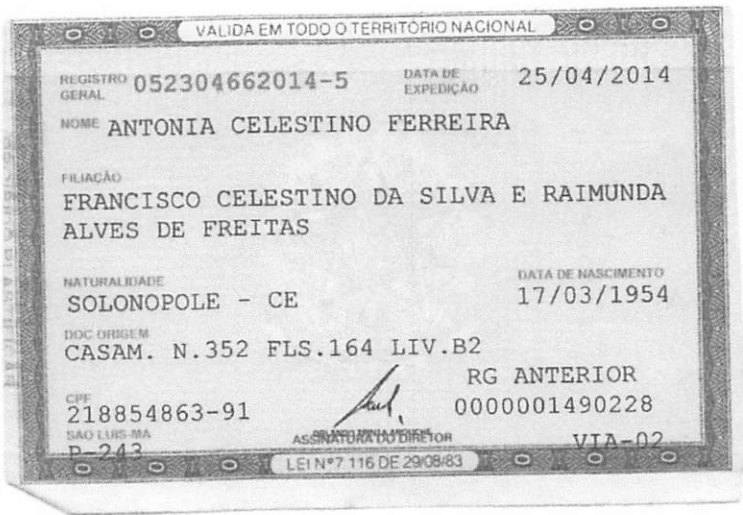 VALIDA EM TODO O TERRITÓRIO NACIONAL
REGISTRO GERAL 052304662014-5 DATA DE EXPEDIÇÃO 25/04/2014
NOME ANTONIA CELESTINO FERREIRA
FILIAÇÃO
FRANCISCO CELESTINO DA SILVA E RAIMUNDA
ALVES DE FREITAS
NATURALIDADE DATA DE NASCIMENTO
SOLONOPOLE - CE 17/03/1954
DOC ORIGEM
CASAM. N.352 FLS.164 LIV.B2
RG ANTERIOR
CPF
218854863-91 0000001490228
SAO LUIS-MA ASSINATURA DO DIRETOR
P-243 VIA-02
LEI Nº 7.116 DE 29/08/83